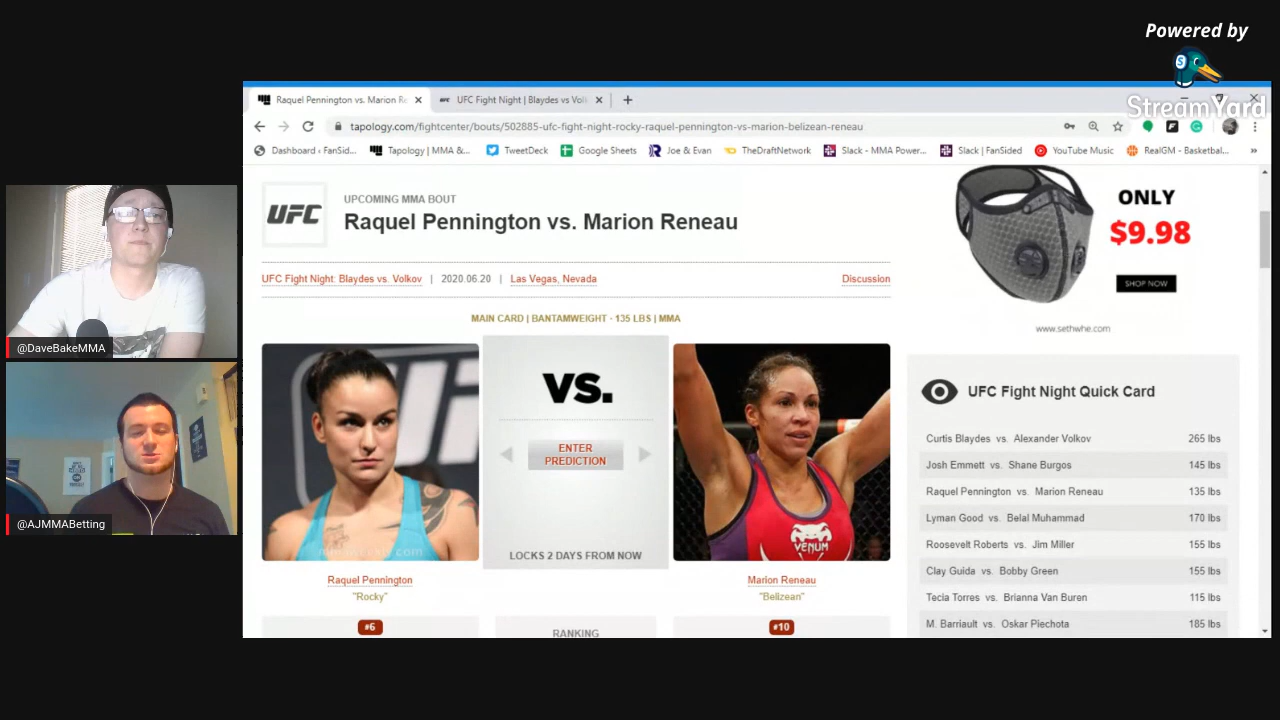 Powered by
StreamYard
Raquel Pennington vs. Marion Re
UFC Fight Night | Blaydes vs Volk
tapology.com/fightcenter/bouts/502885-ufc-fight-night-rocky-raquel-pennington-vs-marion-belizean-reneau
Dashboard ‹ FanSid...
Tapology | MMA &...
TweetDeck
Google Sheets
Joe & Evan
TheDraftNetwork
Slack - MMA Power...
Slack | FanSided
YouTube Music
RealGM - Basketbal...
»
UFC
UPCOMING MMA BOUT
Raquel Pennington vs. Marion Reneau
UFC Fight Night: Blaydes vs. Volkov | 2020.06.20 | Las Vegas, Nevada
Discussion
MAIN CARD | BANTAMWEIGHT · 135 LBS | MMA
VS.
ENTER
PREDICTION
LOCKS 2 DAYS FROM NOW
VENUM
Raquel Pennington
"Rocky"
Marion Reneau
"Belizean"
#6
RANKING
#10
ONLY
$9.98
SHOP NOW
www.sethwhe.com
UFC Fight Night Quick Card
Curtis Blaydes vs. Alexander Volkov 265 lbs
Josh Emmett vs. Shane Burgos 145 lbs
Raquel Pennington vs. Marion Reneau 135 lbs
Lyman Good vs. Belal Muhammad 170 lbs
Roosevelt Roberts vs. Jim Miller 155 lbs
Clay Guida vs. Bobby Green 155 lbs
Tecia Torres vs. Brianna Van Buren 115 lbs
M. Barriault vs. Oskar Piechota 185 lbs
@DaveBakeMMA
@AJMMABetting